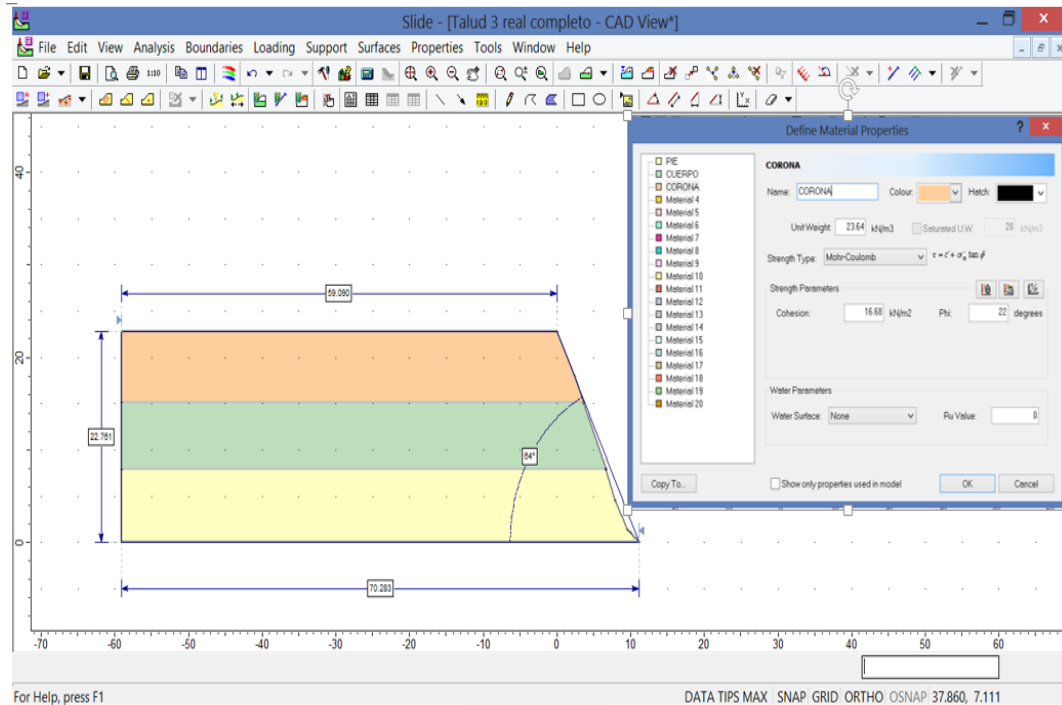 Slide - [Talud 3 real completo - CAD View*]
File Edit View Analysis Boundaries Loading Support Surfaces Properties Tools Window Help
1:10
Define Material Properties
? x
PIE
CUERPO
CORONA
Material 4
Material 5
Material 6
Material 7
Material 8
Material 9
Material 10
Material 11
Material 12
Material 13
Material 14
Material 15
Material 16
Material 17
Material 18
Material 19
Material 20
CORONA
Name: CORONA Colour: Hatch:
Unit Weight: 23.64 kN/m3 Saturated U.W. 20 kN/m3
Strength Type: Mohr-Coulomb τ = c' + σ'n tan φ'
Strength Parameters
Cohesion: 16.68 kN/m2 Phi: 22 degrees
Water Parameters
Water Surface: None Ru Value: 0
Copy To... Show only properties used in model OK Cancel
40
20
0
59.090
22.761
64°
70.283
-70 -60 -50 -40 -30 -20 -10 0 10 20 30 40 50 60
For Help, press F1
DATA TIPS MAX SNAP GRID ORTHO OSNAP 37.860, 7.111